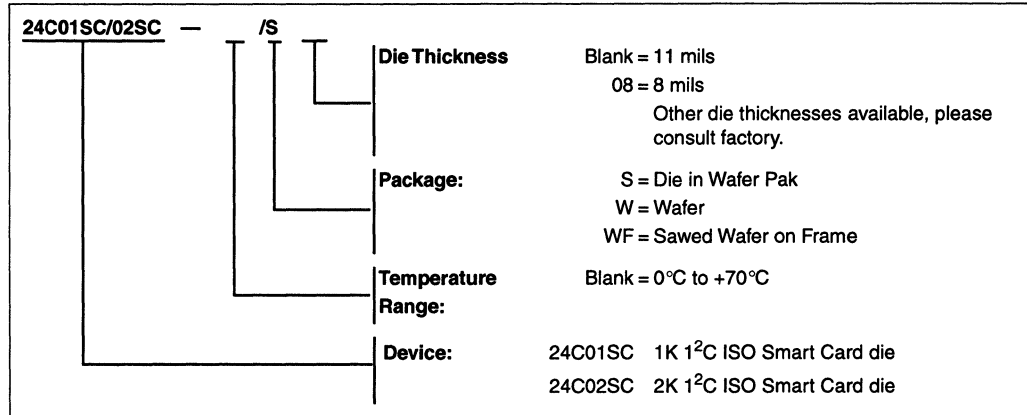 24C01SC/02SC — /S
Die Thickness Blank = 11 mils
08 = 8 mils
Other die thicknesses available, please
consult factory.
Package: S = Die in Wafer Pak
W = Wafer
WF = Sawed Wafer on Frame
Temperature Blank = 0°C to +70°C
Range:
Device: 24C01SC 1K 1²C ISO Smart Card die
24C02SC 2K 1²C ISO Smart Card die